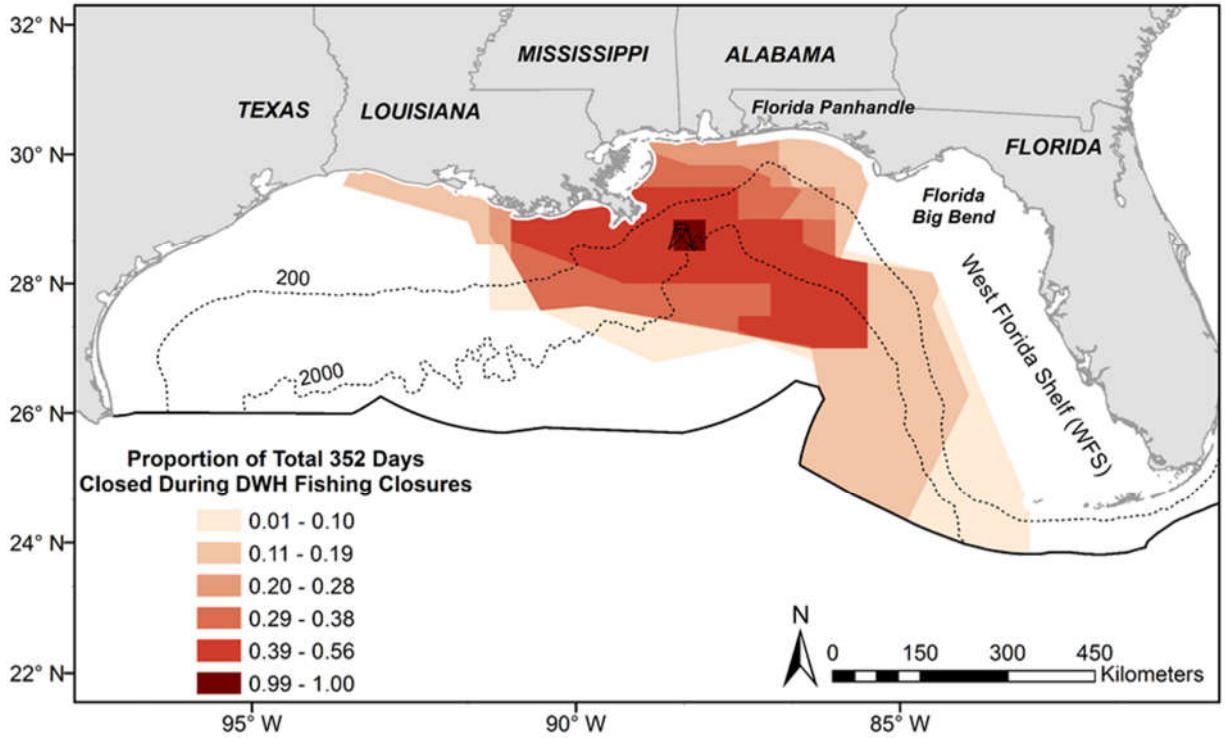 32° N
MISSISSIPPI
ALABAMA
TEXAS
LOUISIANA
Florida Panhandle
FLORIDA
30° N
Florida
Big Bend
28° N
200
West Florida Shelf (WFS)
2000
26° N
Proportion of Total 352 Days
Closed During DWH Fishing Closures
0.01 - 0.10
24° N
0.11 - 0.19
0.20 - 0.28
0.29 - 0.38
0.39 - 0.56
22° N
0.99 - 1.00
N
0 150 300 450
Kilometers
95° W
90° W
85° W